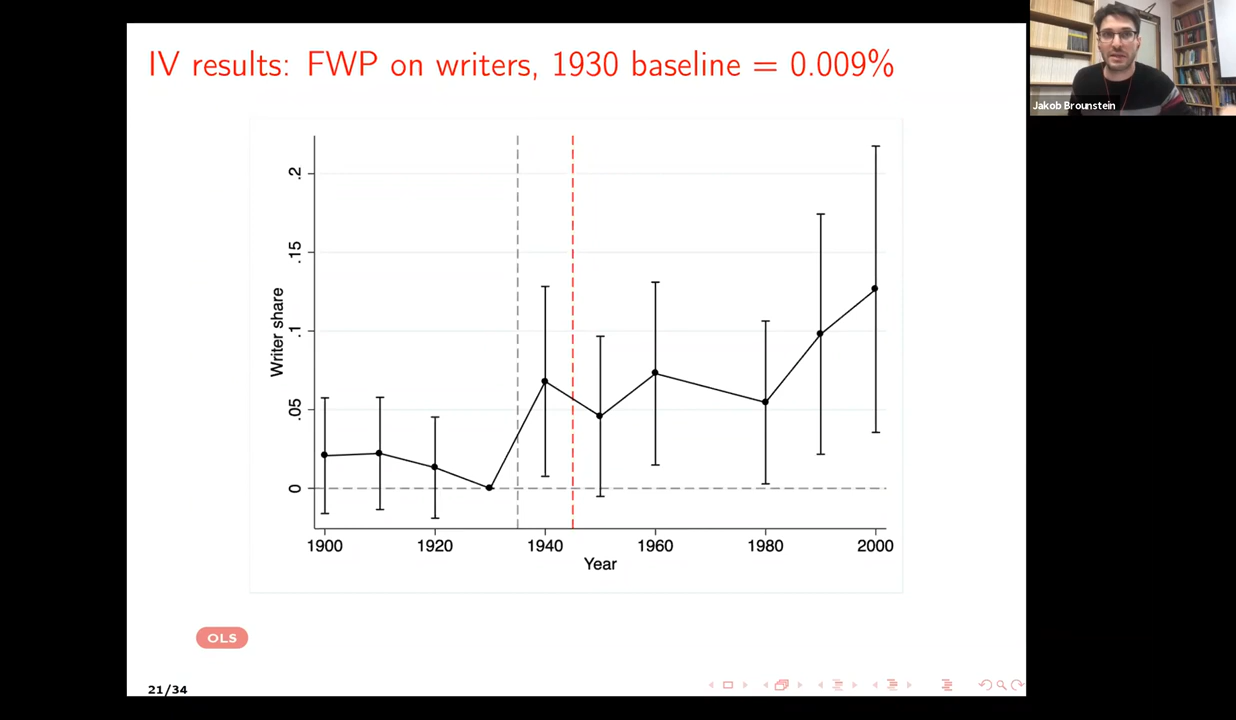 IV results: FWP on writers, 1930 baseline = 0.009%
Jakob Brounstein
Writer share
.2
.15
.1
.05
0
1900 1920 1940 1960 1980 2000
Year
OLS
21/34